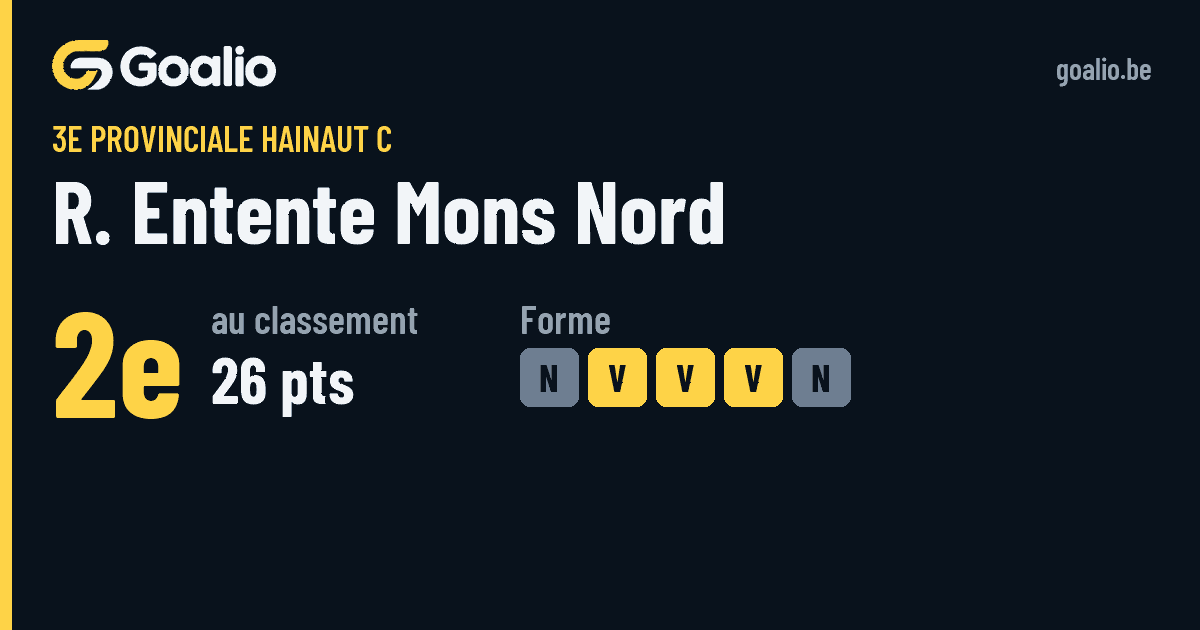 Goalio
goalio.be
3E PROVINCIALE HAINAUT C
R. Entente Mons Nord
2e
au classement
26 pts
Forme
N V V V N